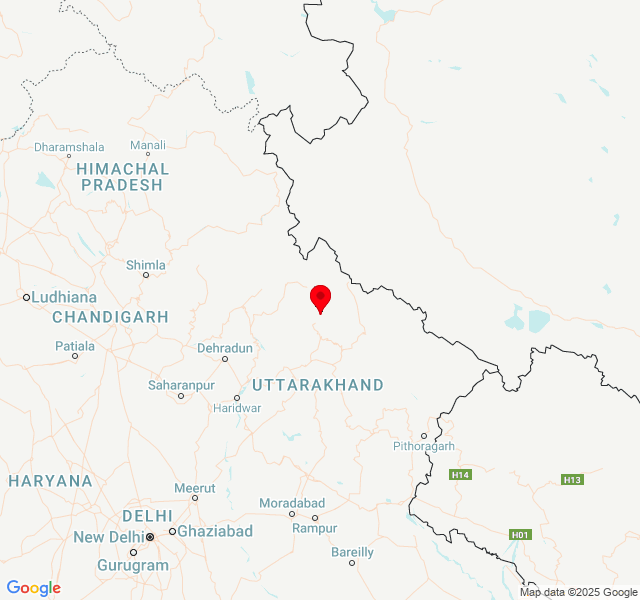 Dharamshala
Manali
HIMACHAL
PRADESH
Shimla
Ludhiana
CHANDIGARH
Patiala
Dehradun
Saharanpur
UTTARAKHAND
Haridwar
Pithoragarh
HARYANA
H14
H13
Meerut
Moradabad
DELHI
Rampur
Ghaziabad
New Delhi
H01
Bareilly
Gurugram
Google
Map data ©2025 Google